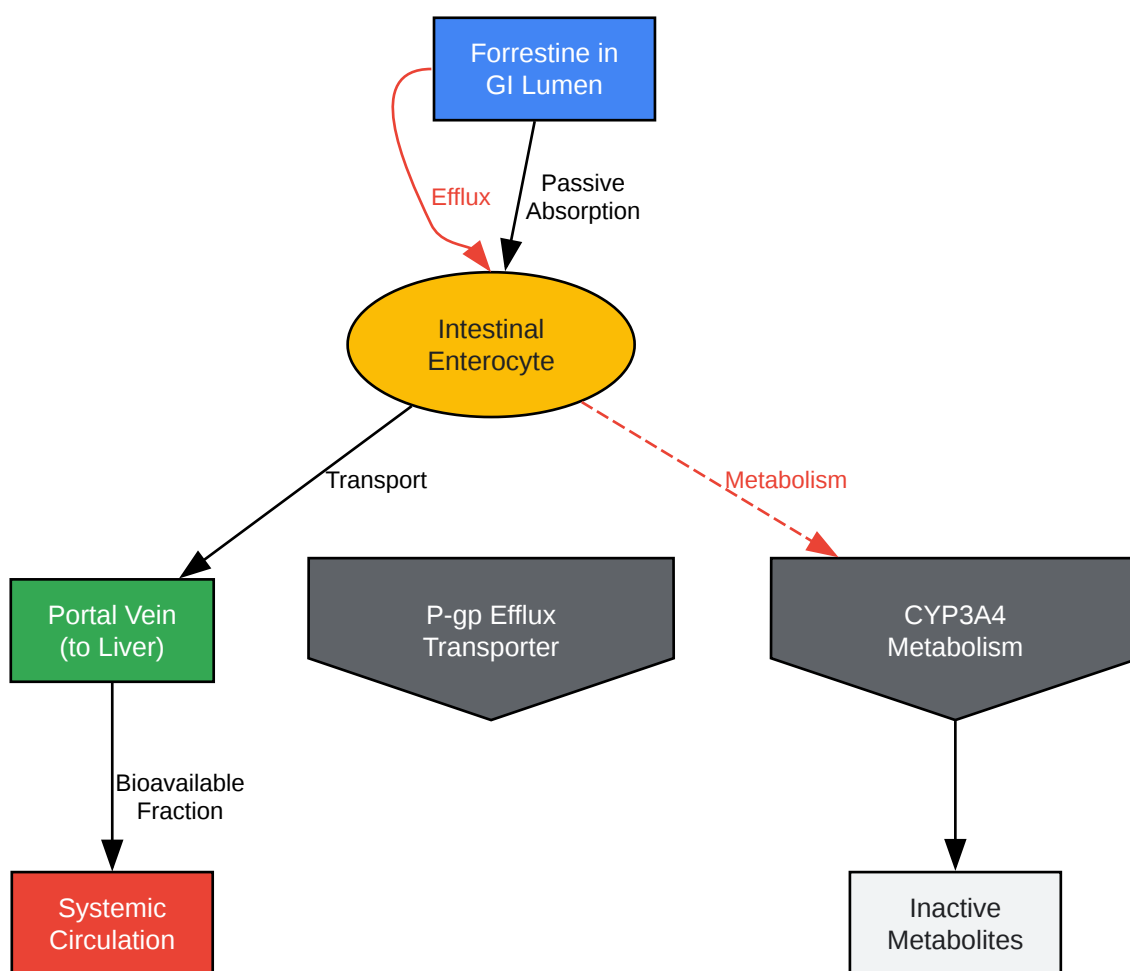 Forrestine in
GI Lumen
Efflux
Passive
Absorption
Intestinal
Enterocyte
Transport
Metabolism
Portal Vein
(to Liver)
P-gp Efflux
Transporter
CYP3A4
Metabolism
Bioavailable
Fraction
Systemic
Circulation
Inactive
Metabolites